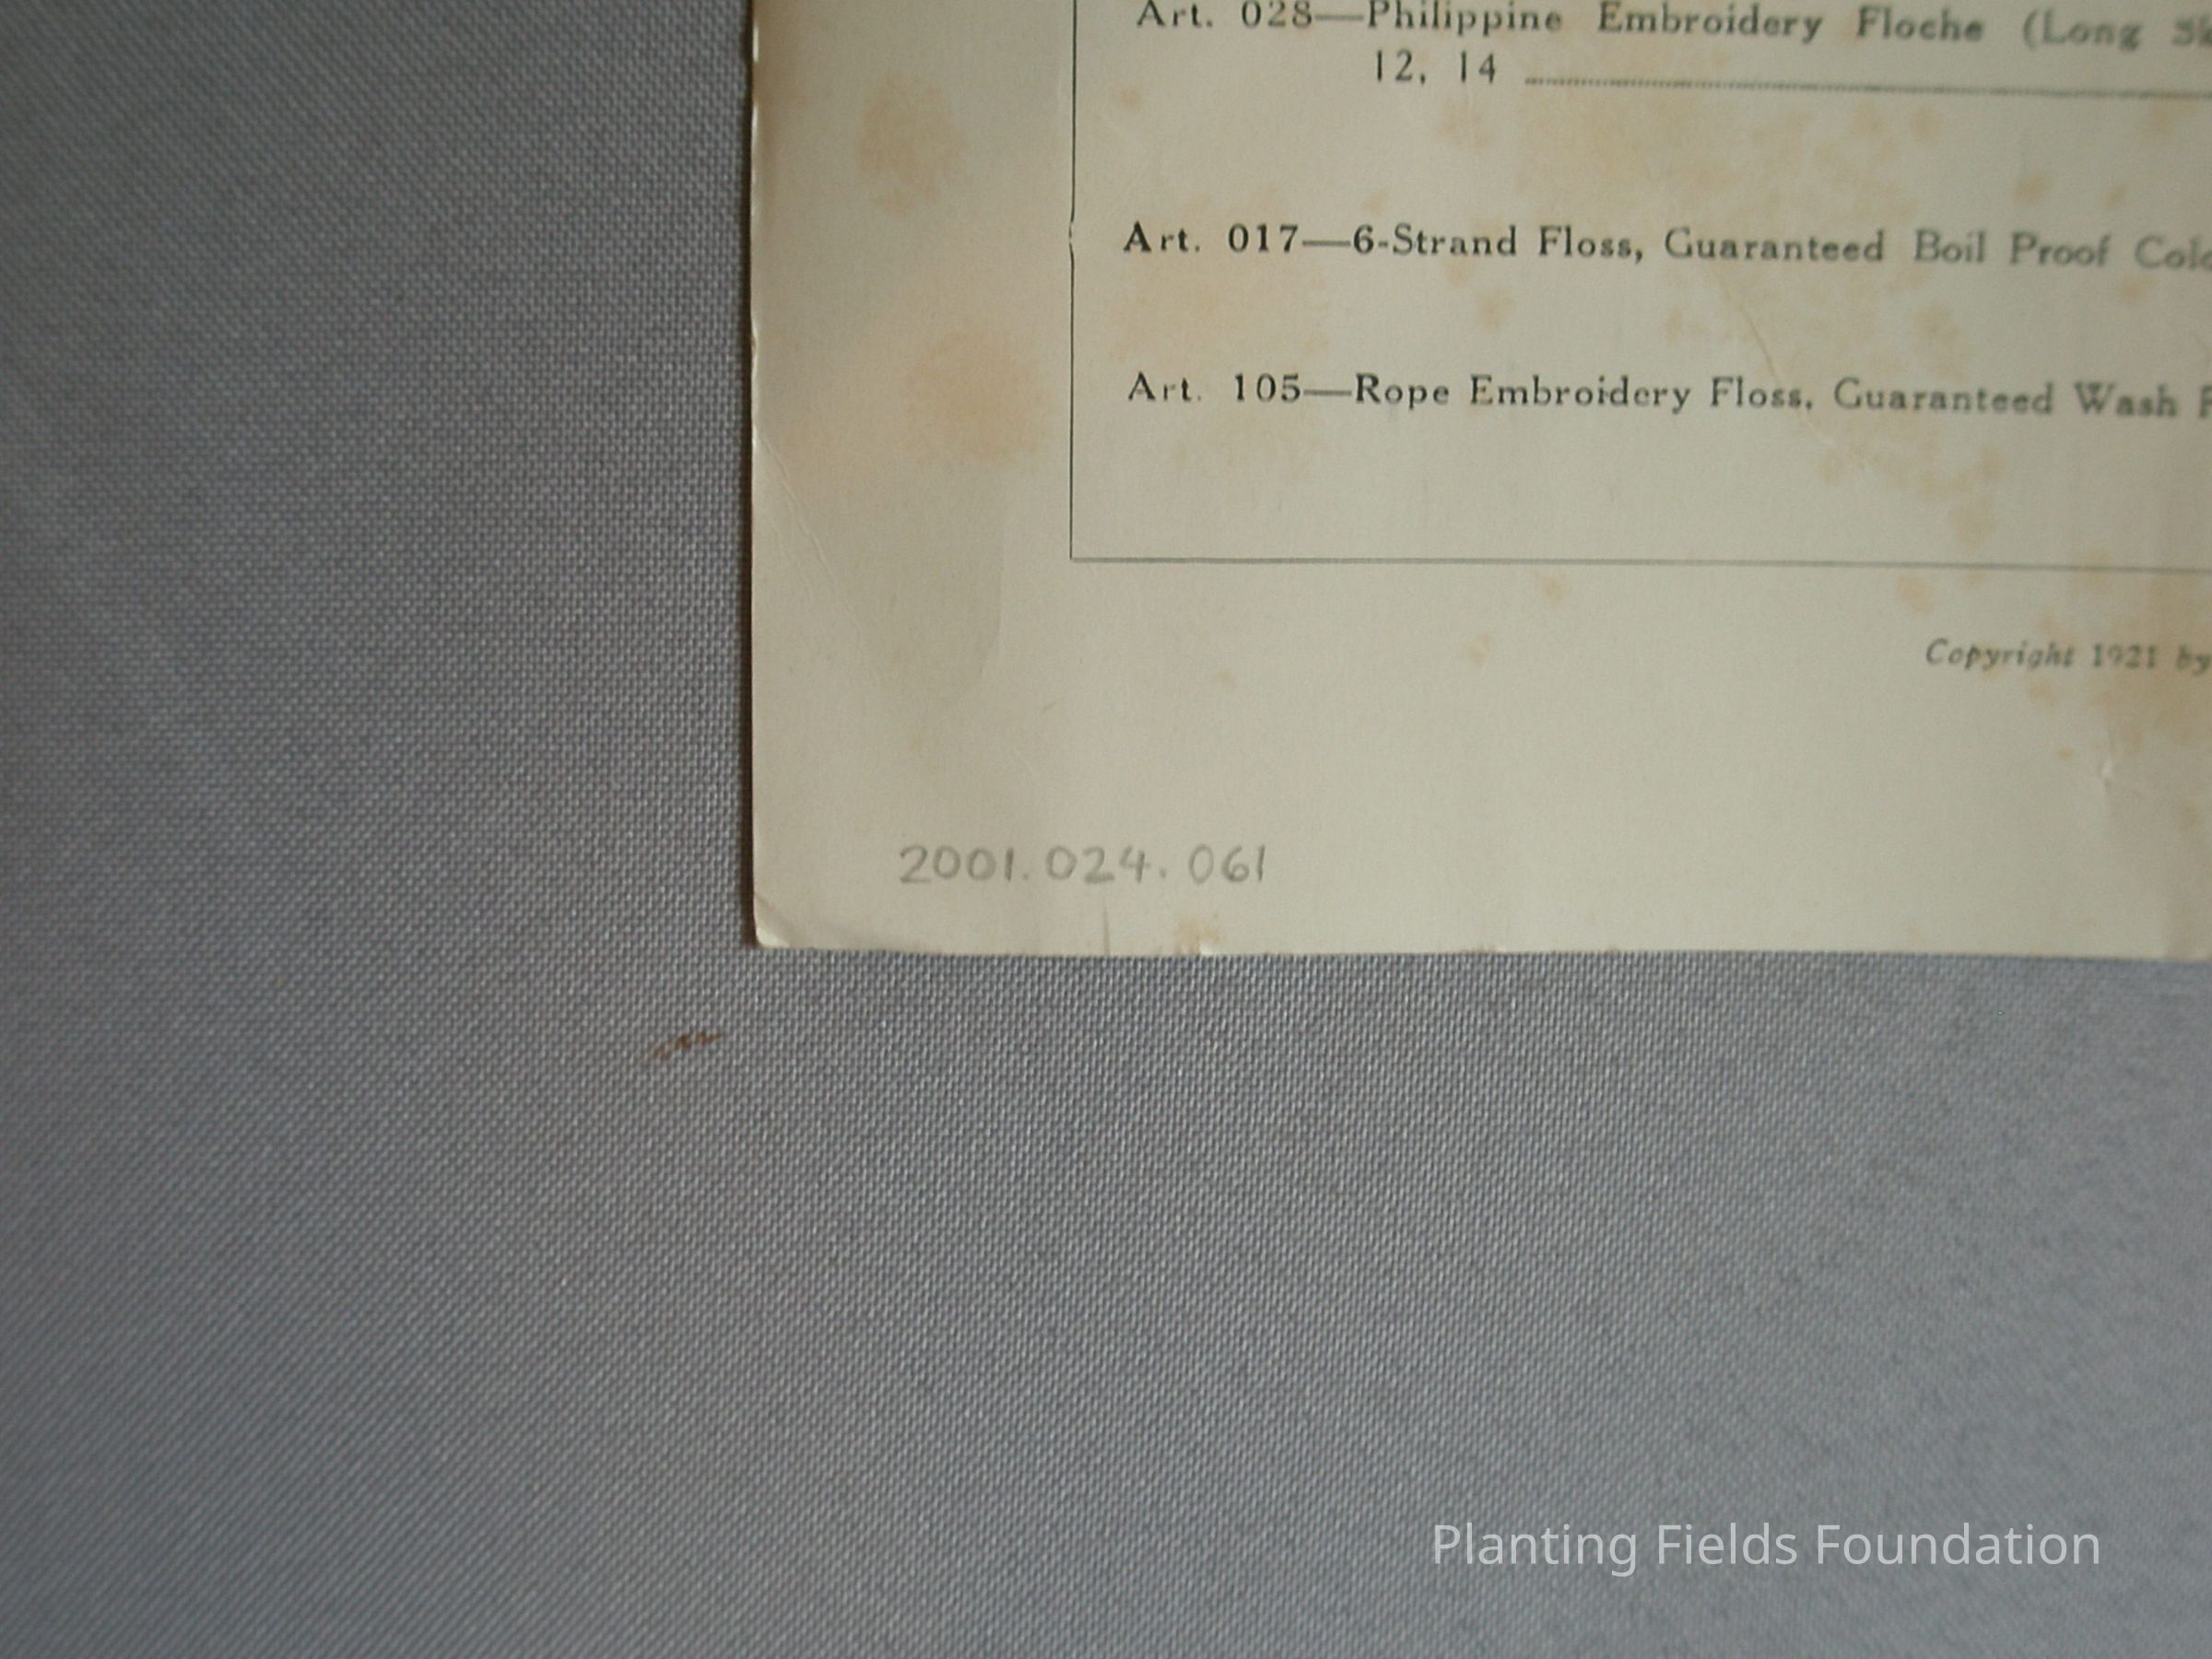 Art. 028—Philippine Embroidery Floche (Long
12, 14
Art. 017—6-Strand Floss, Guaranteed Boil Proof
Art. 105—Rope Embroidery Floss, Guaranteed Wash
Copyright 1921 by
2001.024.061
Planting Fields Foundation